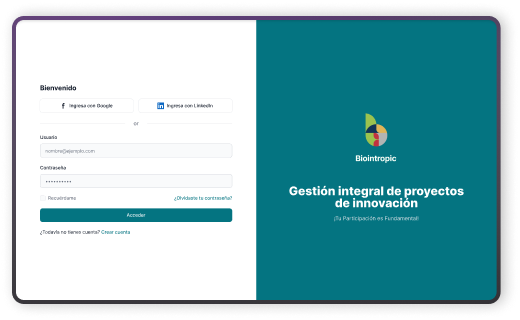 Bienvenido
Ingresa con Google
Ingresa con LinkedIn
or
Usuario
nombre@ejemplo.com
Contraseña
••••••••••
Recuérdame
¿Olvidaste tu contraseña?
Acceder
¿Todavía no tienes cuenta? Crear cuenta
Biointropic
Gestión integral de proyectos
de innovación
¡Tu Participación es Fundamental!